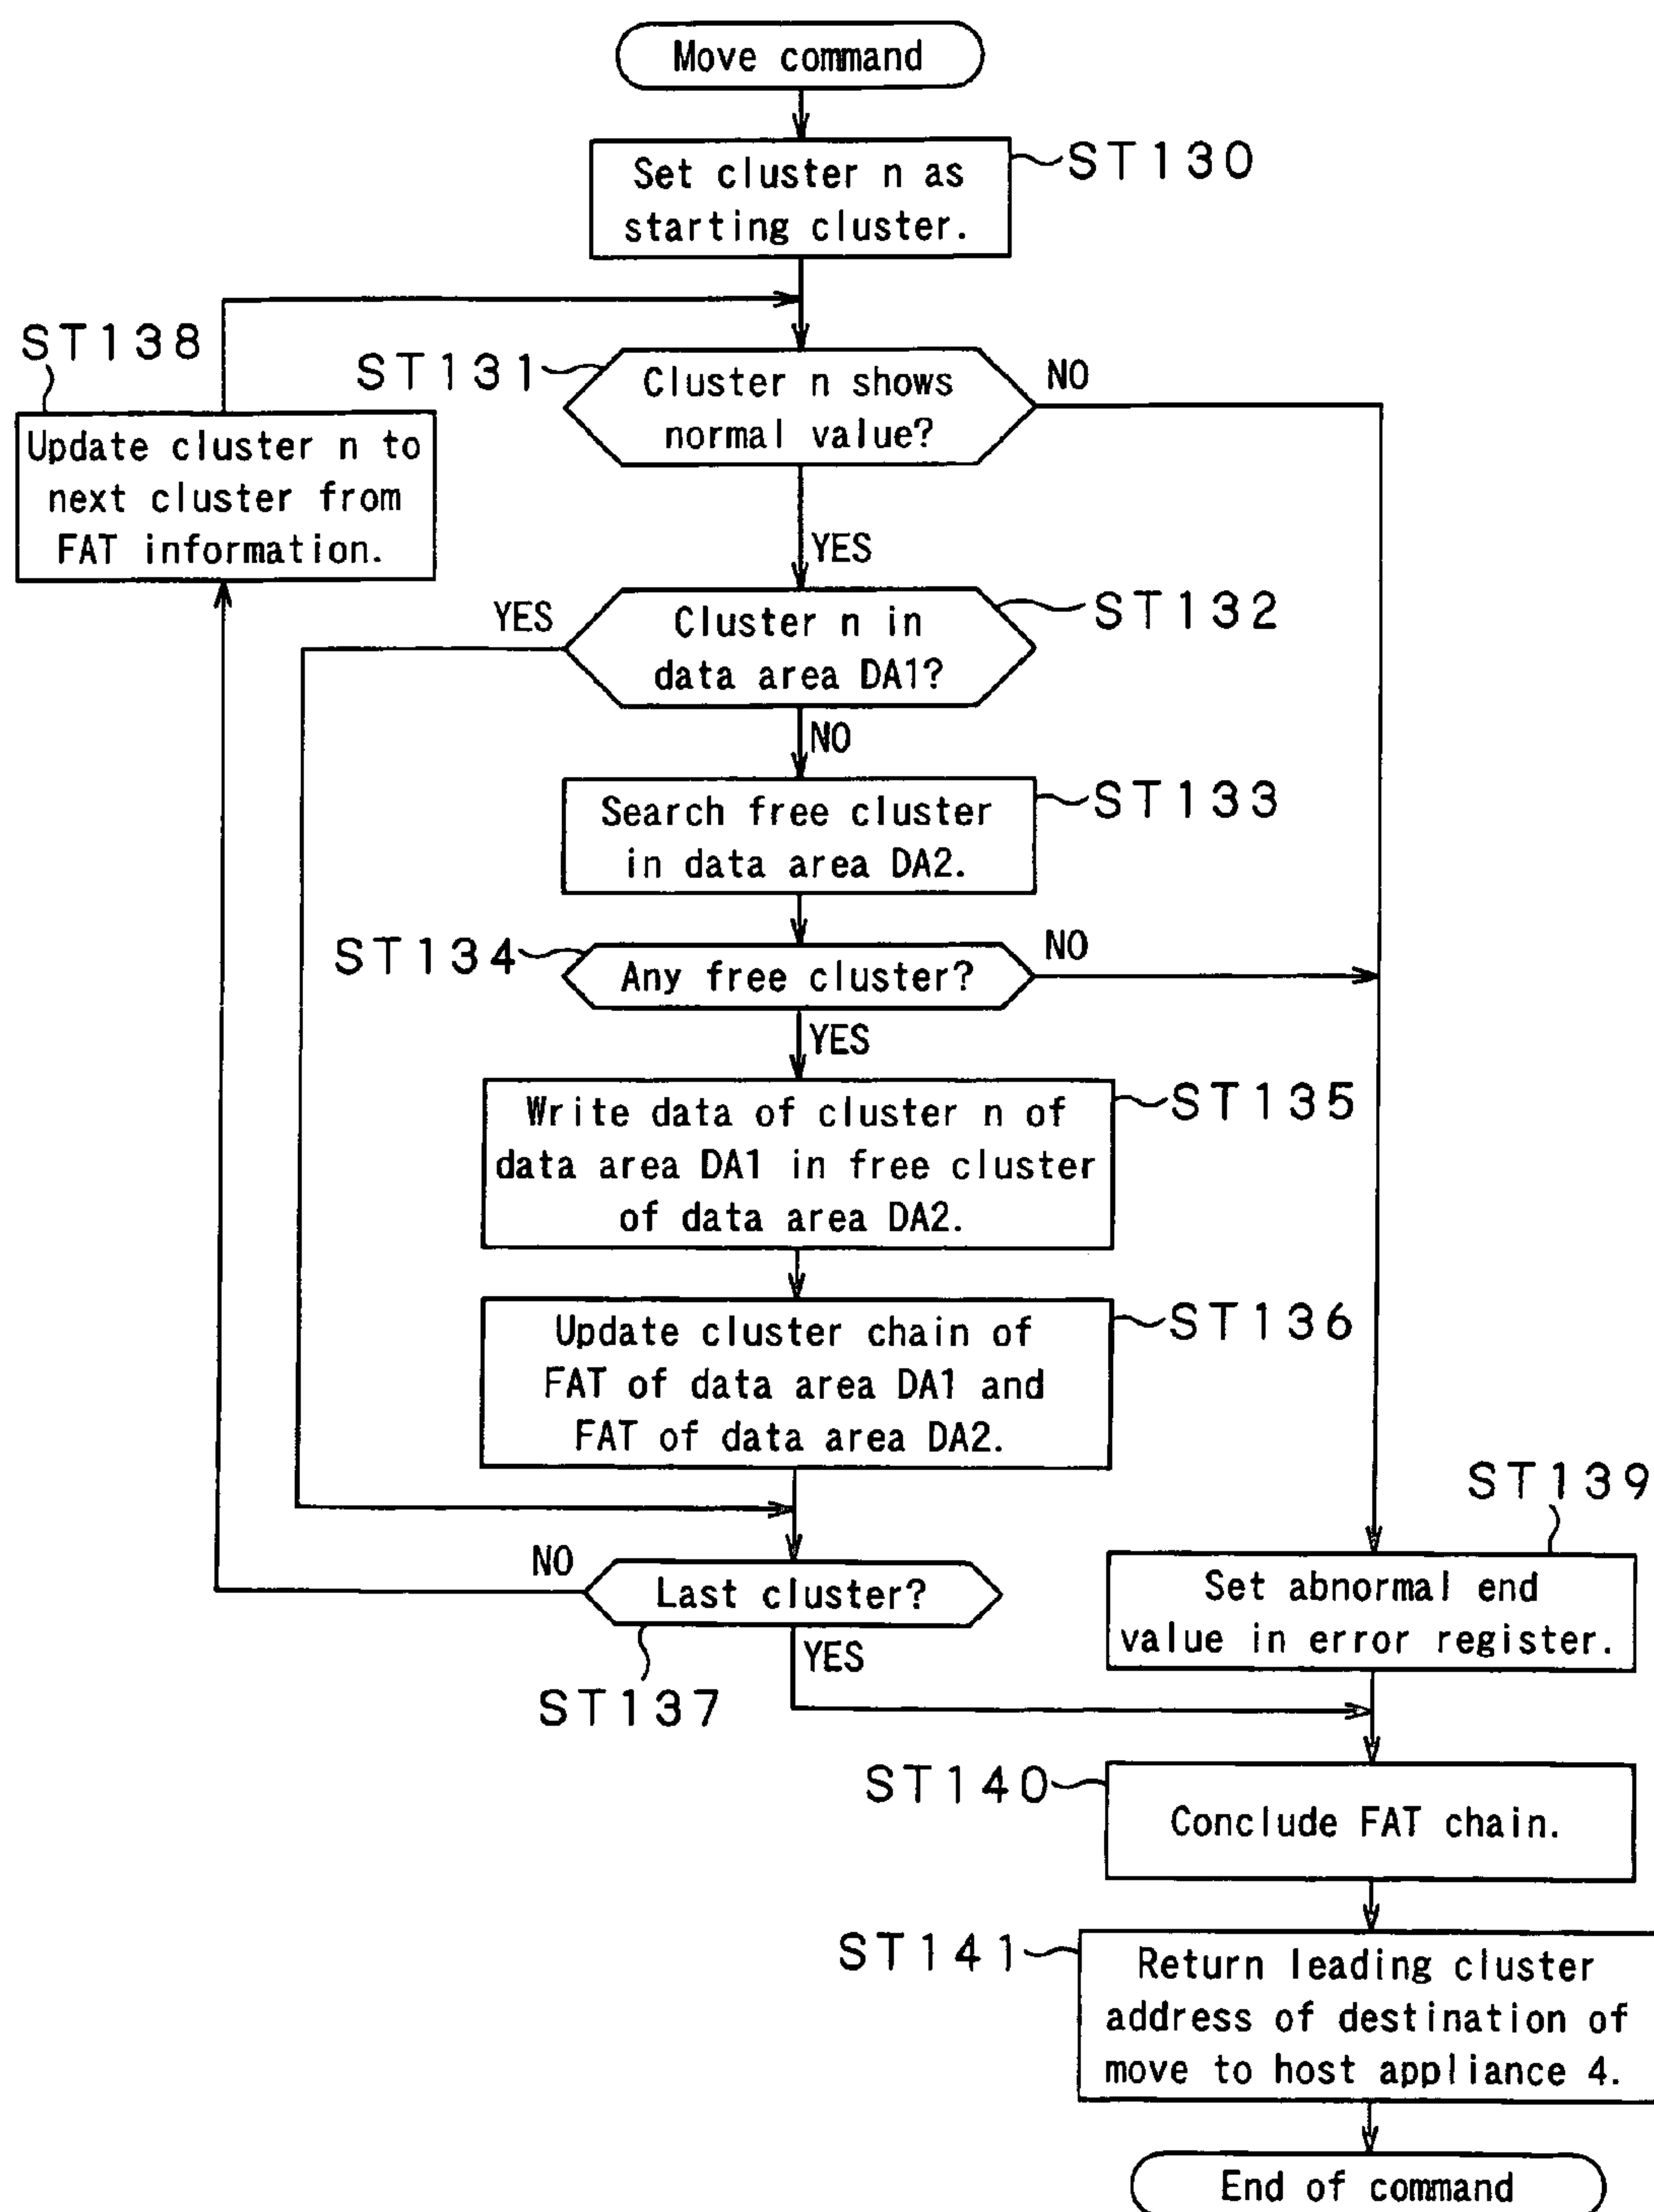 Move command
ST130
Set cluster n as
starting cluster.
ST138
Update cluster n to
next cluster from
FAT information.
ST131
Cluster n shows
normal value?
NO
YES
YES
ST132
Cluster n in
data area DA1?
NO
ST133
Search free cluster
in data area DA2.
ST134
Any free cluster?
NO
YES
ST135
Write data of cluster n of
data area DA1 in free cluster
of data area DA2.
ST136
Update cluster chain of
FAT of data area DA1 and
FAT of data area DA2.
ST139
Set abnormal end
value in error register.
NO
Last cluster?
YES
ST137
ST140
Conclude FAT chain.
ST141
Return leading cluster
address of destination of
move to host appliance 4.
End of command